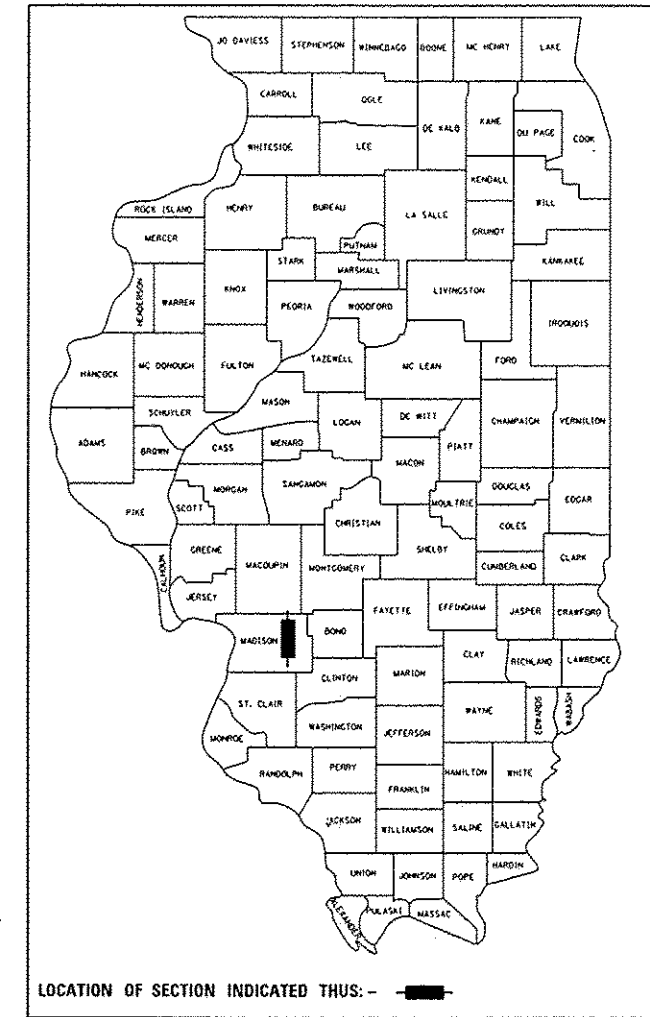 JO DAVIESS STEPHENSON WINNEBAGO BOONE MC HENRY LAKE
CARROLL OGLE DE KALB KANE DU PAGE COOK
WHITESIDE LEE KENDALL WILL
ROCK ISLAND HENRY BUREAU LA SALLE GRUNDY
MERCER PUTNAM KANKAKEE
STARK MARSHALL
HENDERSON WARREN KNOX PEORIA WOODFORD LIVINGSTON IROQUOIS
HANCOCK MC DONOUGH FULTON TAZEWELL MC LEAN FORD
SCHUYLER MASON LOGAN DE WITT CHAMPAIGN VERMILION
ADAMS BROWN CASS MENARD MACON PIATT
PIKE SCOTT MORGAN SANGAMON CHRISTIAN MOULTRIE DOUGLAS EDGAR
COLES
CALHOUN GREENE MACOUPIN MONTGOMERY SHELBY CUMBERLAND CLARK
JERSEY FAYETTE EFFINGHAM JASPER CRAWFORD
MADISON BOND CLAY RICHLAND LAWRENCE
CLINTON MARION
ST. CLAIR WAYNE EDWARDS WABASH
MONROE WASHINGTON JEFFERSON
RANDOLPH PERRY HAMILTON WHITE
FRANKLIN
JACKSON WILLIAMSON SALINE GALLATIN
UNION JOHNSON POPE HARDIN
ALEXANDER PULASKI MASSAC
LOCATION OF SECTION INDICATED THUS: -